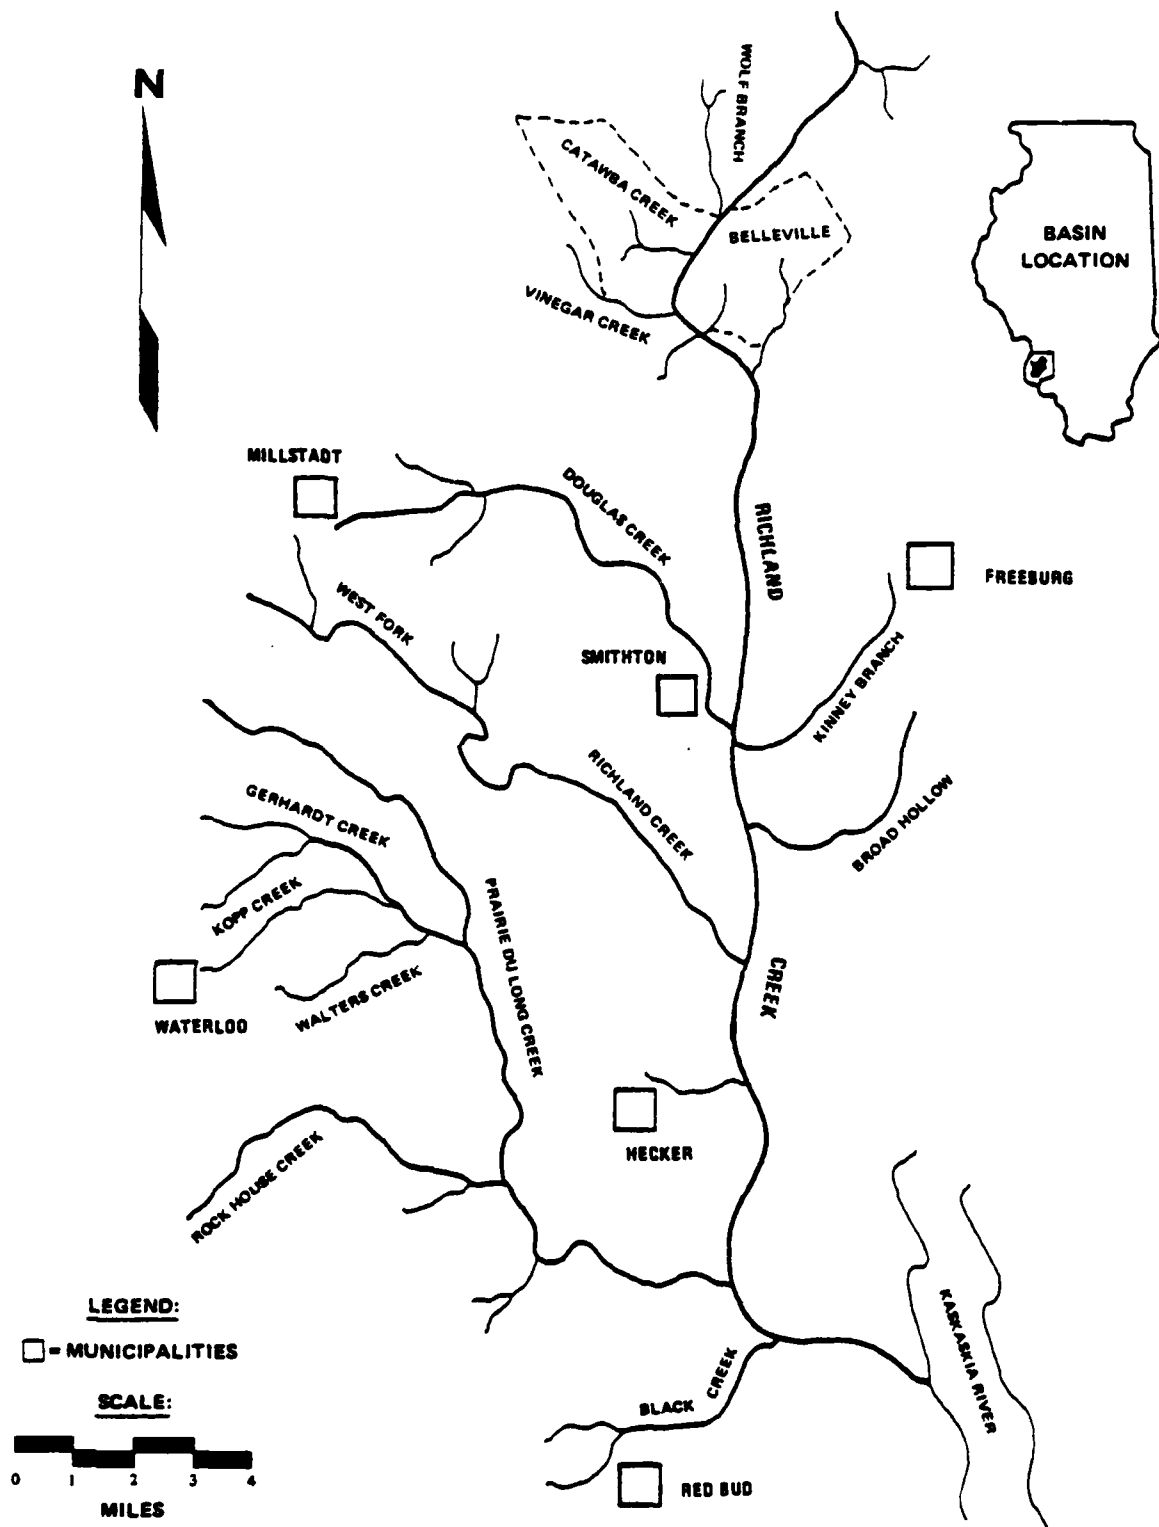 N
WOLF BRANCH
CATAWBA CREEK
BELLEVILLE
BASIN
LOCATION
VINEGAR CREEK
MILLSTADT
DOUGLAS CREEK
RICHLAND
FREEBURG
WEST FORK
SMITHTON
KINNEY BRANCH
RICHLAND CREEK
GERHARDT CREEK
BROAD HOLLOW
KOPP CREEK
PRAIRIE DU LONG CREEK
CREEK
WALTERS CREEK
WATERLOO
HECKER
ROCK HOUSE CREEK
KASKASKIA RIVER
LEGEND:
= MUNICIPALITIES
BLACK CREEK
SCALE:
0 1 2 3 4
MILES
RED BUD